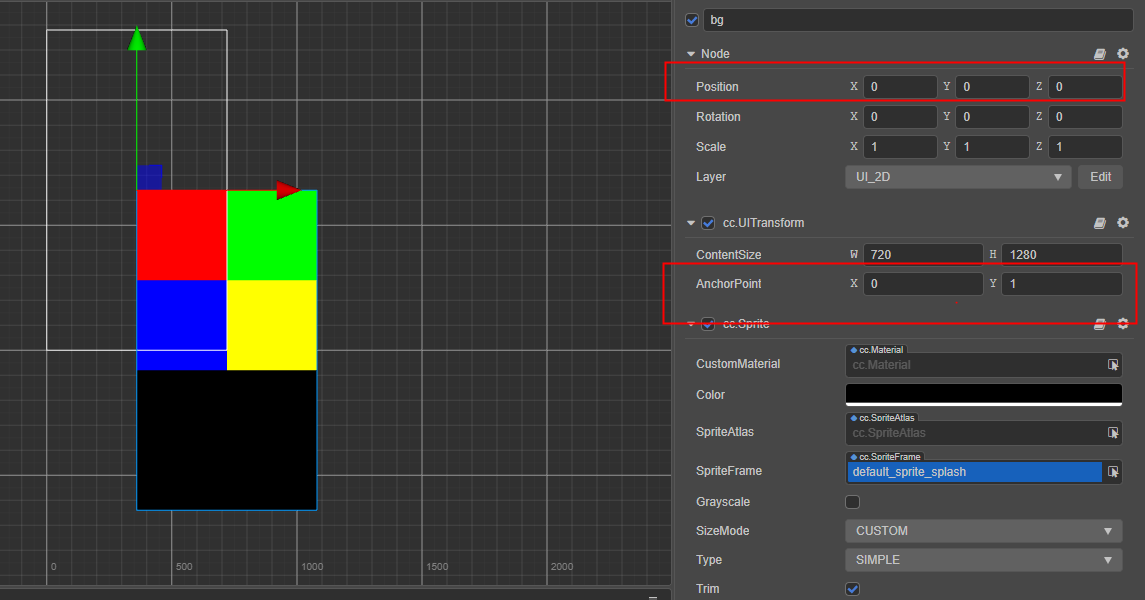 bg
Node
Position X 0 Y 0 Z 0
Rotation X 0 Y 0 Z 0
Scale X 1 Y 1 Z 1
Layer UI_2D Edit
cc.UITransform
ContentSize W 720 H 1280
AnchorPoint X 0 Y 1
cc.Sprite
cc.Material
CustomMaterial cc.Material
Color
cc.SpriteAtlas
SpriteAtlas cc.SpriteAtlas
cc.SpriteFrame
SpriteFrame default_sprite_splash
Grayscale
SizeMode CUSTOM
Type SIMPLE
Trim
0 500 1000 1500 2000